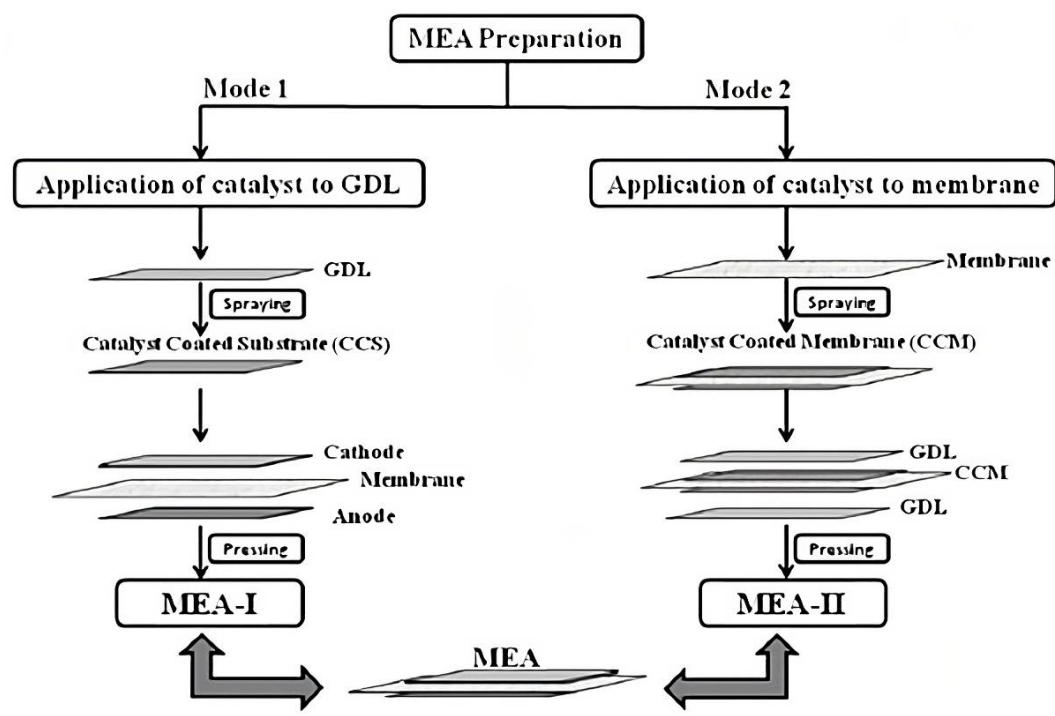 MEA Preparation
Mode 1
Mode 2
Application of catalyst to GDL
Application of catalyst to membrane
GDL
Membrane
Spraying
Spraying
Catalyst Coated Substrate (CCS)
Catalyst Coated Membrane (CCM)
Cathode
Membrane
Anode
GDL
CCM
GDL
Pressing
Pressing
MEA-I
MEA-II
MEA